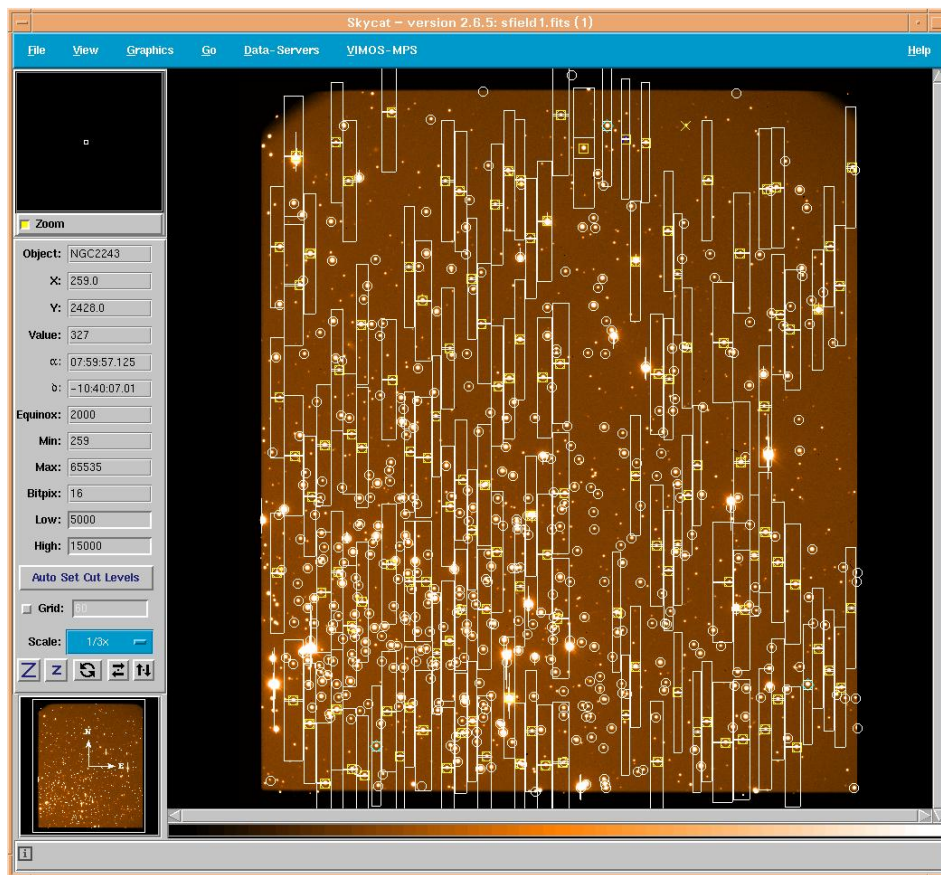 Skycat – version 2.6.5: sfield1.fits (1)
File View Graphics Go Data-Servers VIMOS-MPS Help
Zoom
Object: NGC2243
X: 259.0
Y: 2428.0
Value: 327
α: 07:59:57.125
δ: -10:40:07.01
Equinox: 2000
Min: 259
Max: 65535
Bitpix: 16
Low: 5000
High: 15000
Auto Set Cut Levels
Grid: 60
Scale: 1/3×
Z z
N
E
i